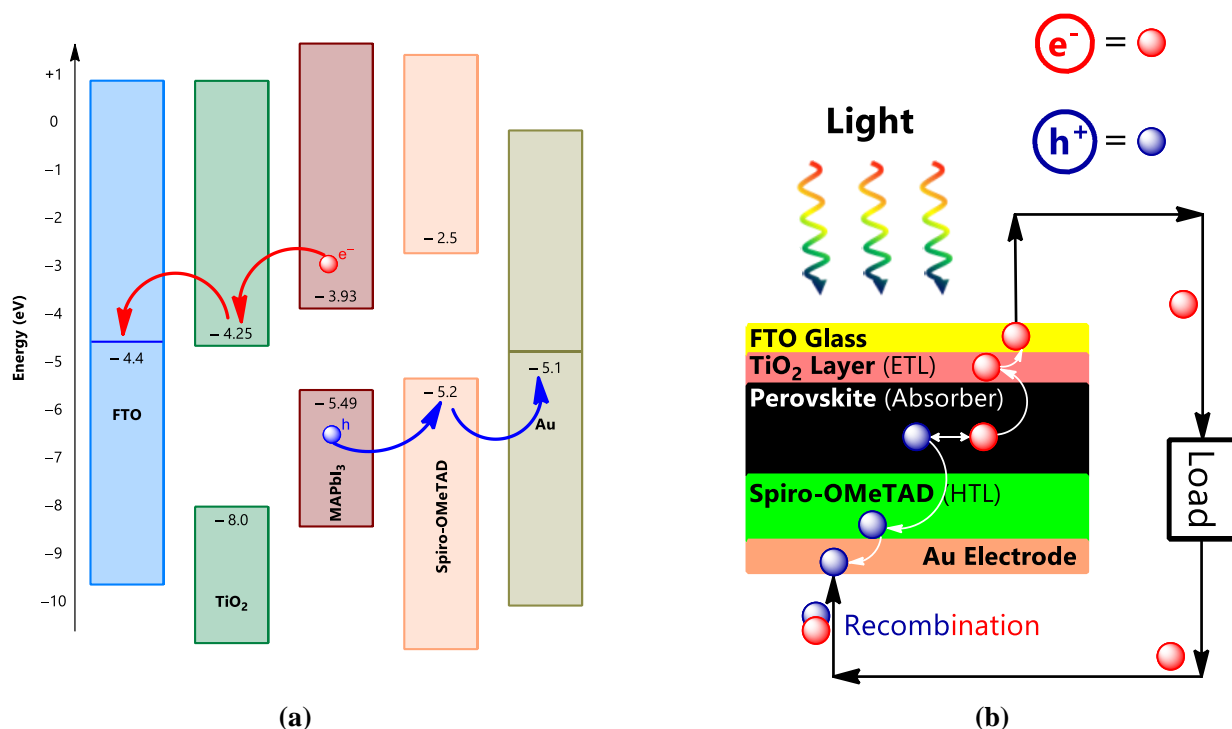 Energy (eV)
+1
0
−1
−2
−3
−4
−5
−6
−7
−8
−9
−10
− 4.4
FTO
− 4.25
− 8.0
TiO2
e−
− 3.93
− 5.49
h
MAPbI3
− 2.5
− 5.2
Spiro-OMeTAD
− 5.1
Au
(a)
e- =
h+ =
Light
FTO Glass
TiO2 Layer (ETL)
Perovskite (Absorber)
Spiro-OMeTAD (HTL)
Au Electrode
Load
Recombination
(b)